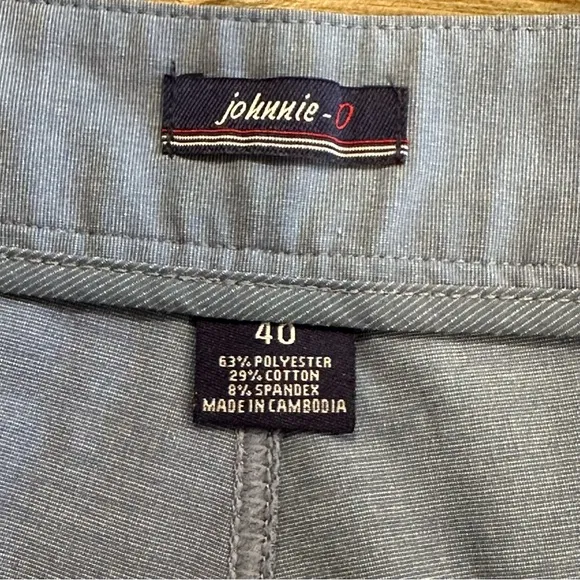 johnnie-O
40
63% POLYESTER
29% COTTON
8% SPANDEX
MADE IN CAMBODIA